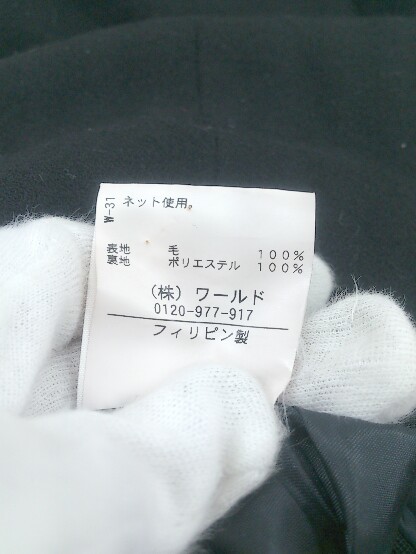 ネット使用。
W-31
表地 毛 100%
裏地 ポリエステル 100%
(株) ワールド
0120-977-917
フィリピン製